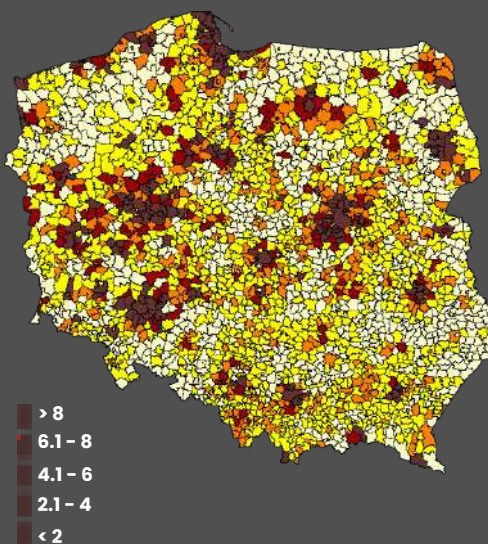 > 8
6.1 – 8
4.1 – 6
2.1 – 4
< 2